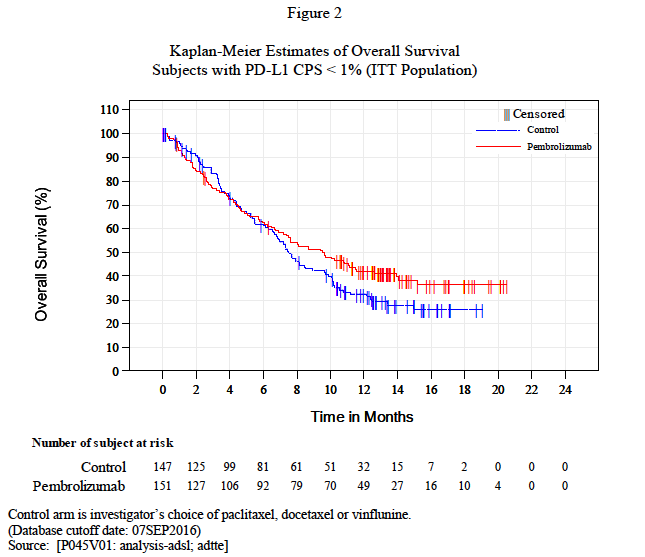 Figure 2
Kaplan-Meier Estimates of Overall Survival
Subjects with PD-L1 CPS < 1% (ITT Population)
Censored
Control
Pembrolizumab
Overall Survival (%)
110
100
90
80
70
60
50
40
30
20
10
0
0 2 4 6 8 10 12 14 16 18 20 22 24
Time in Months
Number of subject at risk
Control 147 125 99 81 61 51 32 15 7 2 0 0 0
Pembrolizumab 151 127 106 92 79 70 49 27 16 10 4 0 0
Control arm is investigator's choice of paclitaxel, docetaxel or vinflunine.
(Database cutoff date: 07SEP2016)
Source: [P045V01: analysis-adsl; adtte]